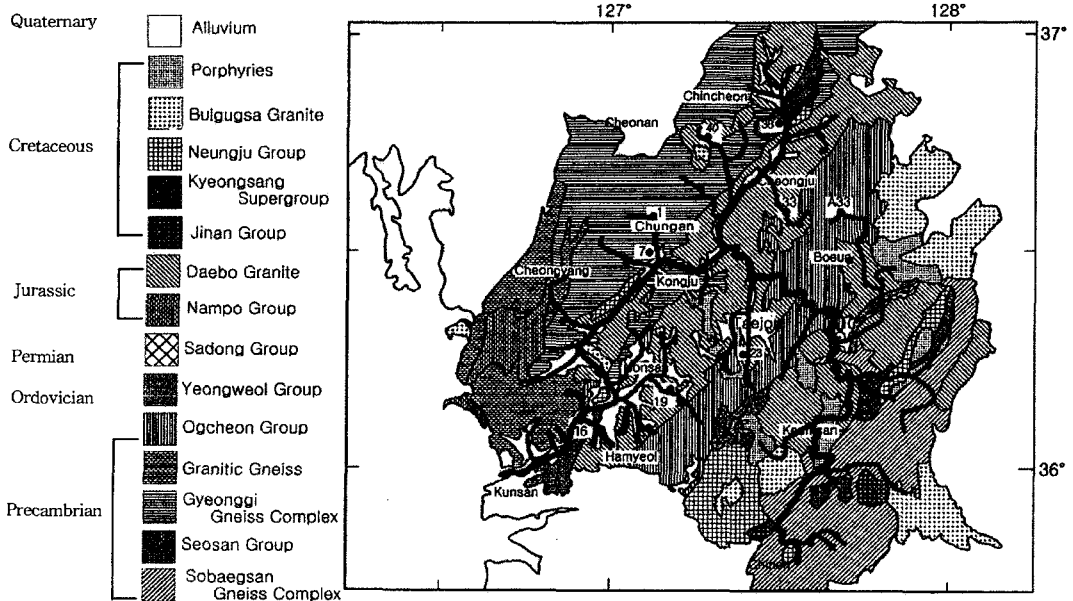 Quaternary
Alluvium
Cretaceous
Porphyries
Bulgugsa Granite
Neungju Group
Kyeongsang
Supergroup
Jinan Group
Jurassic
Daebo Granite
Nampo Group
Permian
Sadong Group
Ordovician
Yeongweol Group
Precambrian
Ogcheon Group
Granitic Gneiss
Gyeonggi
Gneiss Complex
Seosan Group
Sobaegsan
Gneiss Complex
127°
128°
37°
Chincheon
Cheonan
33
A33
1
Chungan
7
Cheongyang
Kongju
19
16
Hamyeol
Kunsan
36°